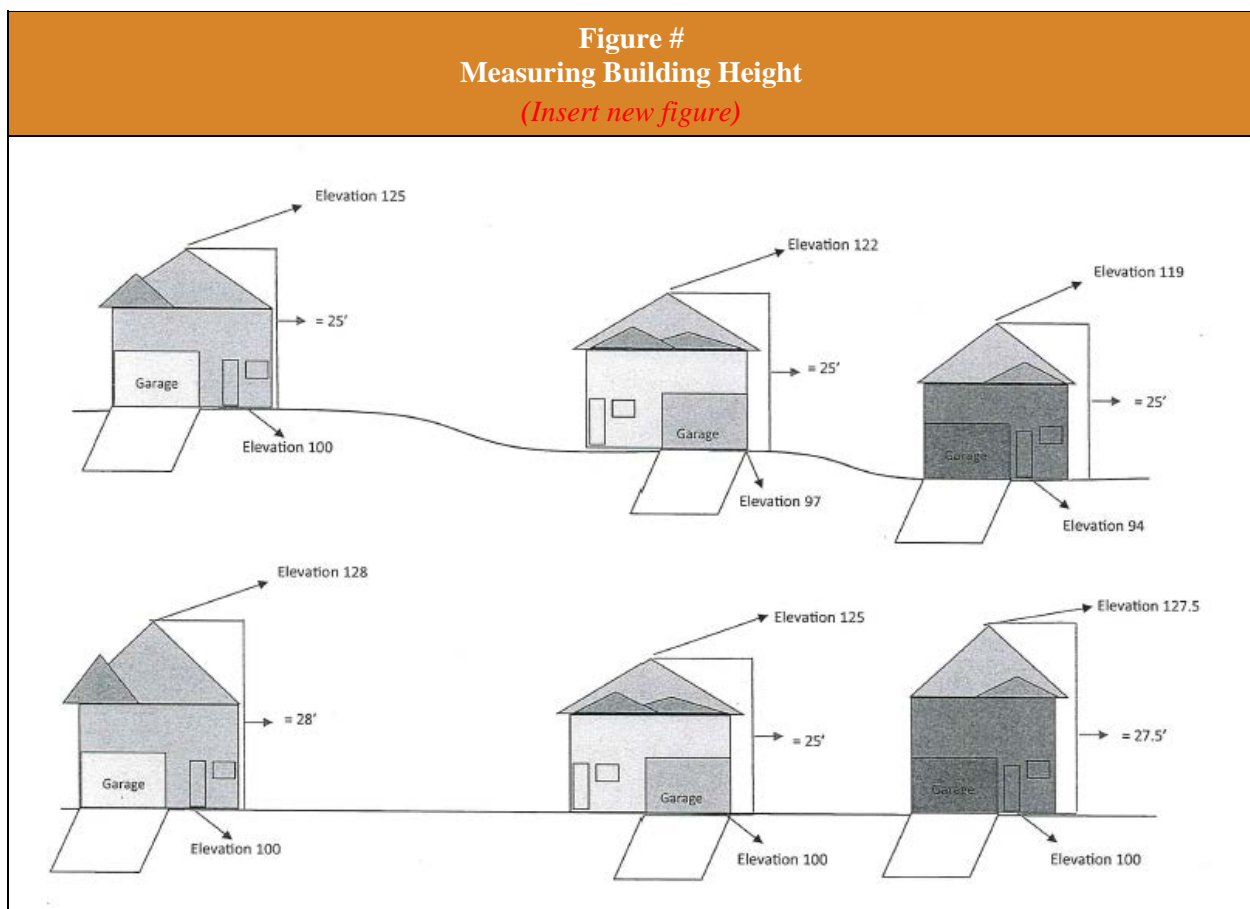 Figure #
Measuring Building Height
(Insert new figure)
Elevation 125
= 25'
Garage
Elevation 100
Elevation 122
= 25'
Garage
Elevation 97
Elevation 119
= 25'
Garage
Elevation 94
Elevation 128
= 28'
Garage
Elevation 100
Elevation 125
= 25'
Garage
Elevation 100
Elevation 127.5
= 27.5'
Garage
Elevation 100